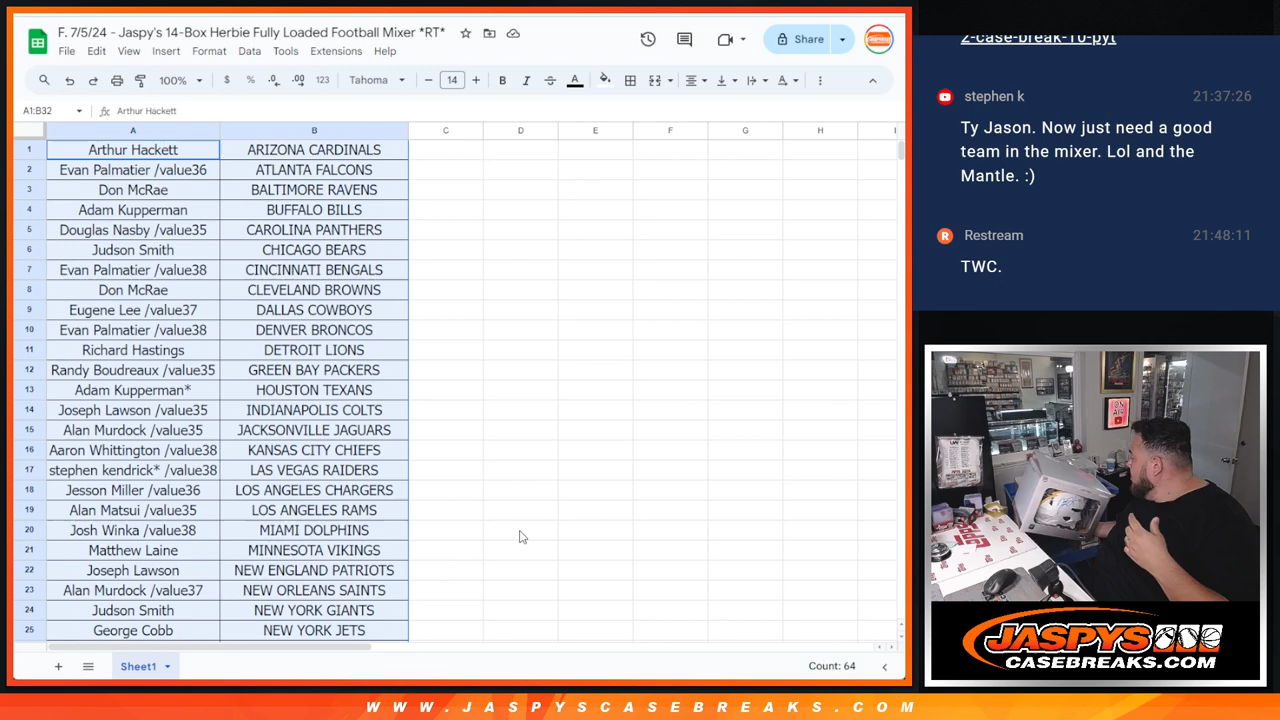 F. 7/5/24 - Jaspy's 14-Box Herbie Fully Loaded Football Mixer *RT*
File Edit View Insert Format Data Tools Extensions Help
Share
100% $ % .0 .00 123 Tahoma 14 B I A
A1:B32 fx Arthur Hackett
A B C D E F G H I
1 Arthur Hackett ARIZONA CARDINALS
2 Evan Palmatier /value36 ATLANTA FALCONS
3 Don McRae BALTIMORE RAVENS
4 Adam Kupperman BUFFALO BILLS
5 Douglas Nasby /value35 CAROLINA PANTHERS
6 Judson Smith CHICAGO BEARS
7 Evan Palmatier /value38 CINCINNATI BENGALS
8 Don McRae CLEVELAND BROWNS
9 Eugene Lee /value37 DALLAS COWBOYS
10 Evan Palmatier /value38 DENVER BRONCOS
11 Richard Hastings DETROIT LIONS
12 Randy Boudreaux /value35 GREEN BAY PACKERS
13 Adam Kupperman* HOUSTON TEXANS
14 Joseph Lawson /value35 INDIANAPOLIS COLTS
15 Alan Murdock /value35 JACKSONVILLE JAGUARS
16 Aaron Whittington /value38 KANSAS CITY CHIEFS
17 stephen kendrick* /value38 LAS VEGAS RAIDERS
18 Jesson Miller /value36 LOS ANGELES CHARGERS
19 Alan Matsui /value35 LOS ANGELES RAMS
20 Josh Winka /value38 MIAMI DOLPHINS
21 Matthew Laine MINNESOTA VIKINGS
22 Joseph Lawson NEW ENGLAND PATRIOTS
23 Alan Murdock /value37 NEW ORLEANS SAINTS
24 Judson Smith NEW YORK GIANTS
25 George Cobb NEW YORK JETS
Sheet1
Count: 64
2-case-break-10-pyt
stephen k 21:37:26
Ty Jason. Now just need a good
team in the mixer. Lol and the
Mantle. :)
R Restream 21:48:11
TWC.
ON
AIR
JASPYS
CASEBREAKS.COM
WWW.JASPYSCASEBREAKS.COM